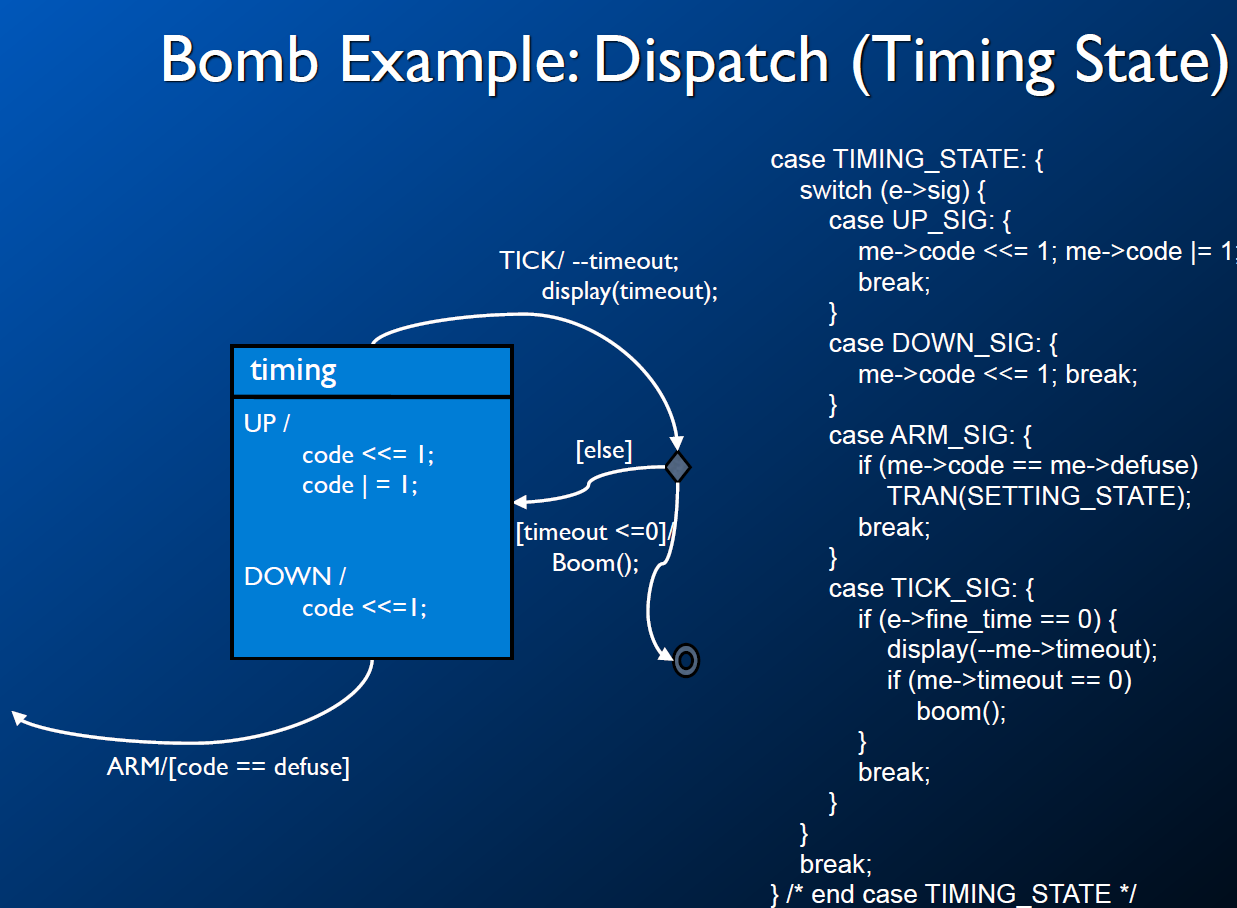 Bomb Example: Dispatch (Timing State)
case TIMING_STATE: {
switch (e->sig) {
case UP_SIG: {
me->code <<= 1; me->code |= 1;
break;
}
case DOWN_SIG: {
me->code <<= 1; break;
}
case ARM_SIG: {
if (me->code == me->defuse)
TRAN(SETTING_STATE);
break;
}
case TICK_SIG: {
if (e->fine_time == 0) {
display(--me->timeout);
if (me->timeout == 0)
boom();
}
break;
}
}
break;
} /* end case TIMING_STATE */
TICK/ --timeout;
display(timeout);
timing
UP /
code <<= 1;
code | = 1;
DOWN /
code <<=1;
[else]
[timeout <=0]/
Boom();
ARM/[code == defuse]